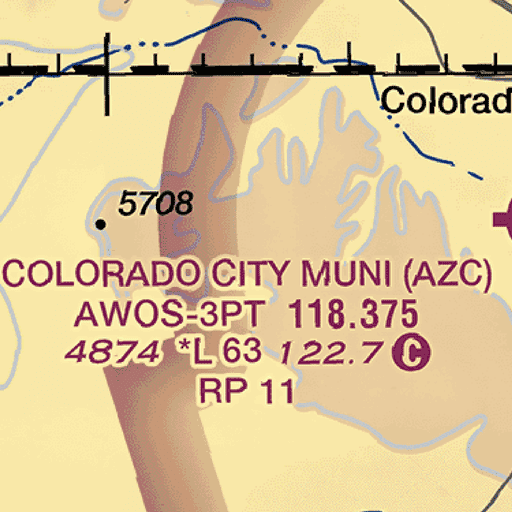 Colorad
5708
COLORADO CITY MUNI (AZC)
AWOS-3PT 118.375
4874 *L 63 122.7 C
RP 11